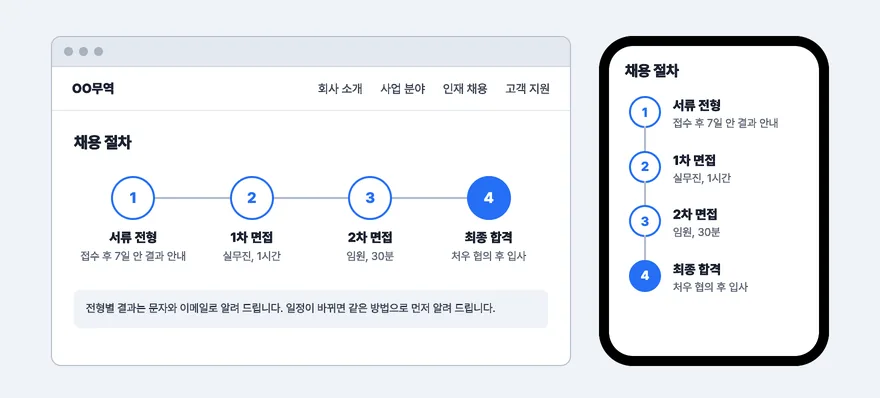 OO무역
회사 소개 사업 분야 인재 채용 고객 지원
채용 절차
1 2 3 4
서류 전형 1차 면접 2차 면접 최종 합격
접수 후 7일 안 결과 안내 실무진, 1시간 임원, 30분 처우 협의 후 입사
전형별 결과는 문자와 이메일로 알려 드립니다. 일정이 바뀌면 같은 방법으로 먼저 알려 드립니다.
채용 절차
1
서류 전형
접수 후 7일 안 결과 안내
2
1차 면접
실무진, 1시간
3
2차 면접
임원, 30분
4
최종 합격
처우 협의 후 입사